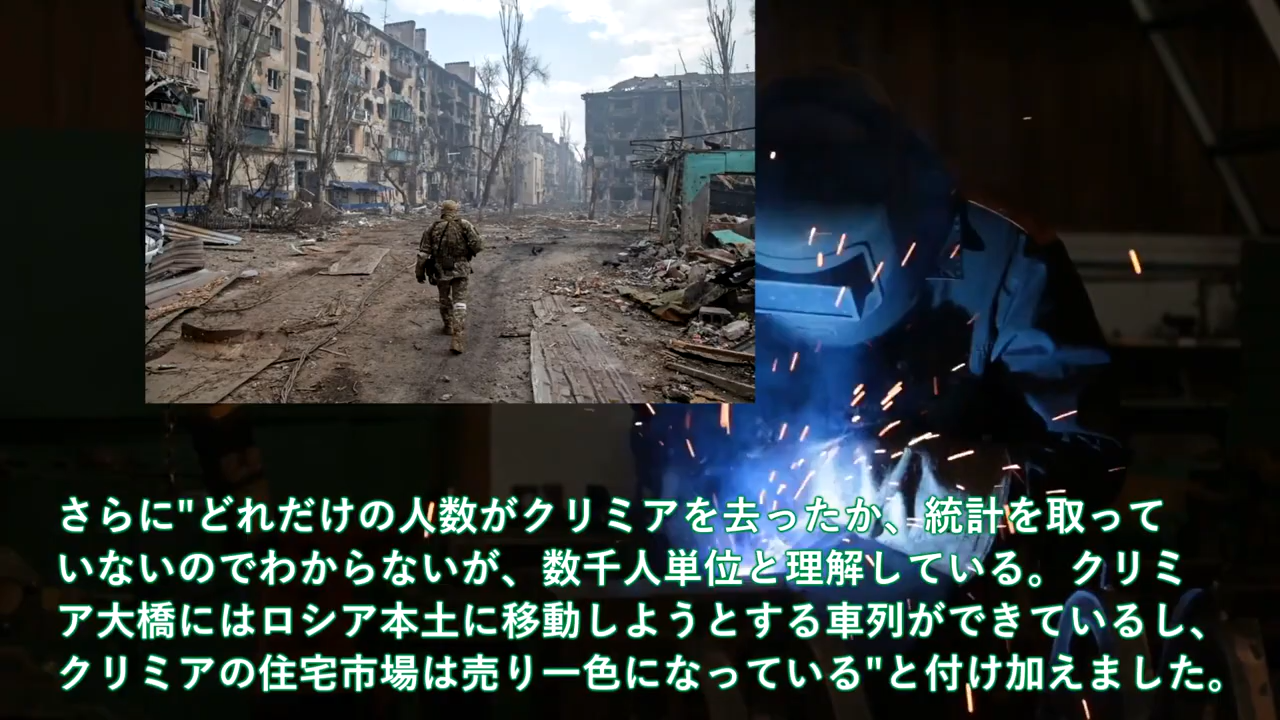 さらに"どれだけの人数がクリミアを去ったか、統計を取って
いないのでわからないが、数千人単位と理解している。クリミ
ア大橋にはロシア本土に移動しようとする車列ができているし、
クリミアの住宅市場は売り一色になっている"と付け加えました。